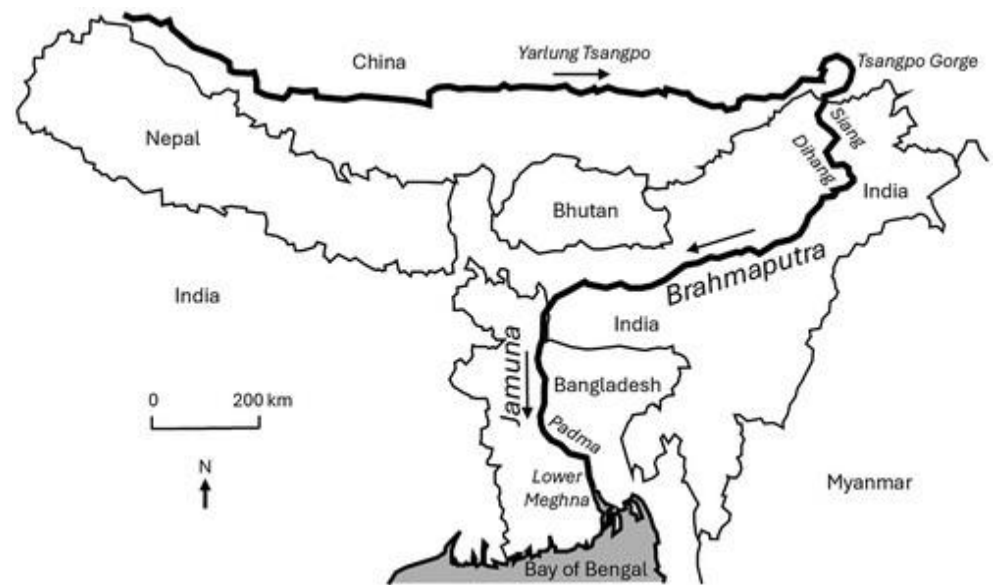 China
Yarlung Tsangpo
Tsangpo Gorge
Nepal
Siang
Dihang
India
Bhutan
Brahmaputra
India
India
Jamuna
Bangladesh
0 200 km
Padma
N
Lower
Meghna
Myanmar
Bay of Bengal